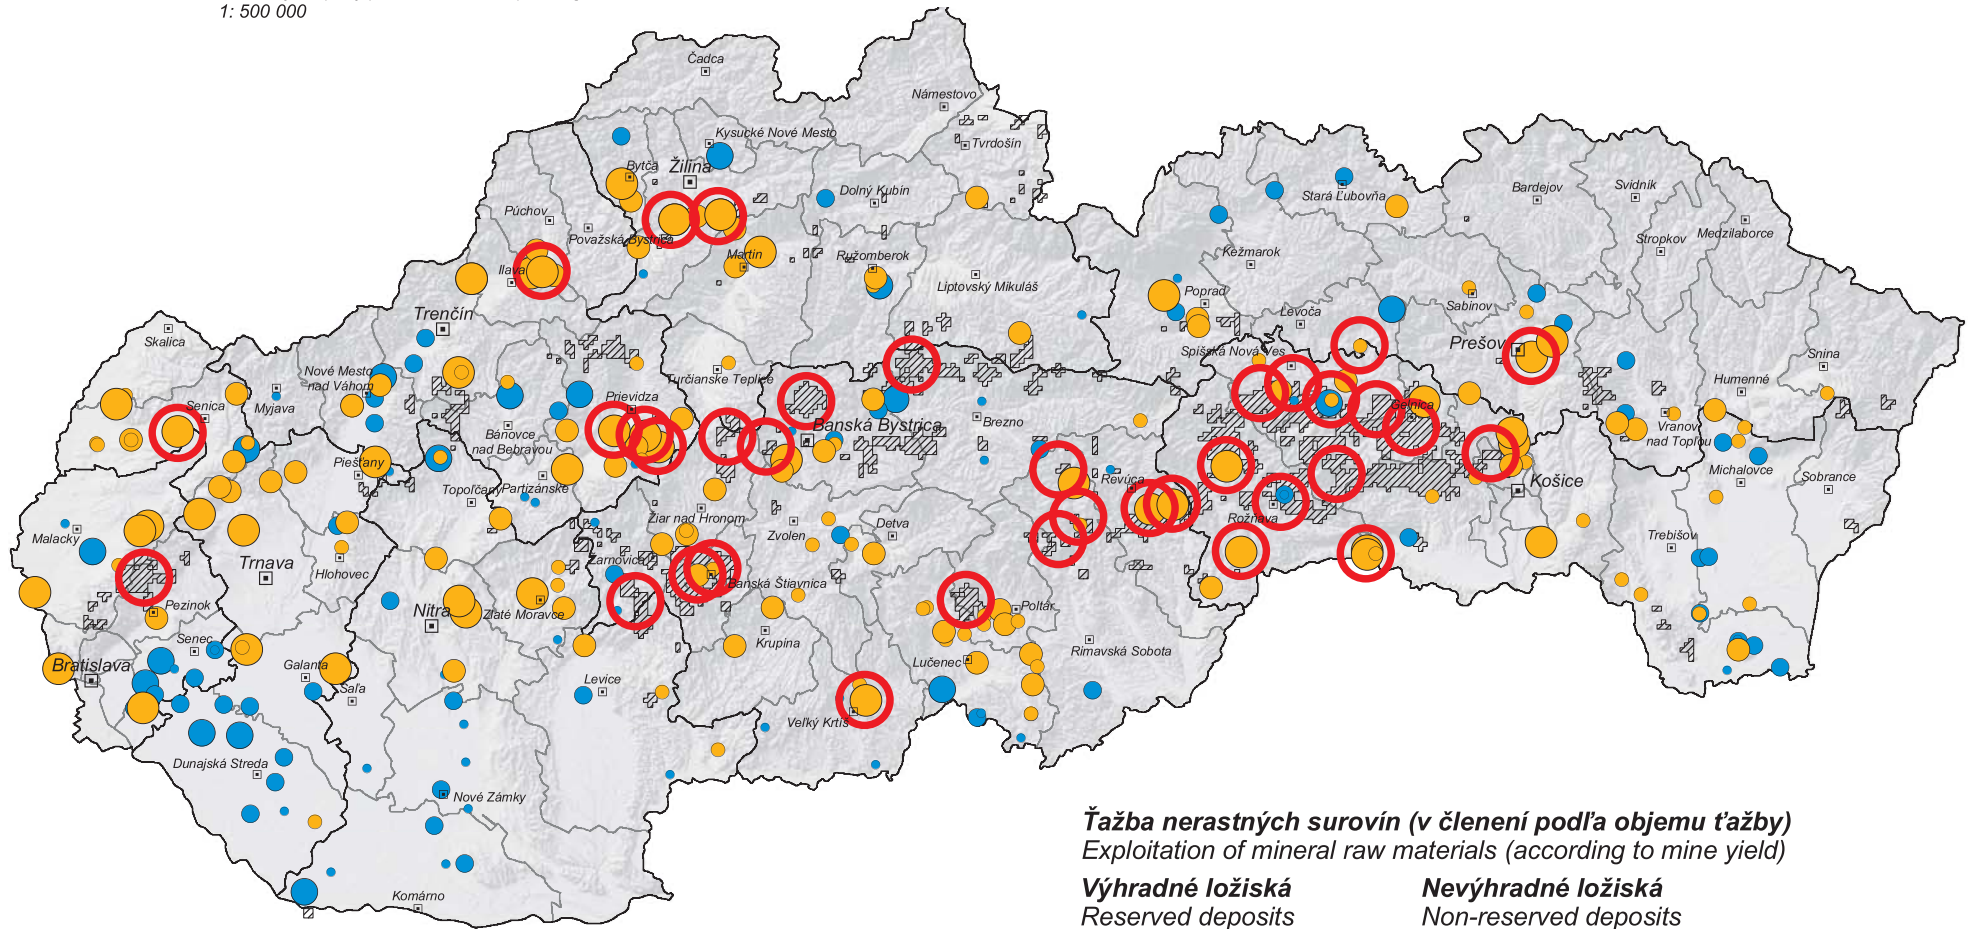 1: 500 000
Čadca
Námestovo
Kysucké Nové Mesto
Tvrdošín
Bytča
Žilina
Dolný Kubín
Stará Ľubovňa
Bardejov
Svidník
Púchov
Považská Bystrica
Medzilaborce
Stropkov
Martin
Ružomberok
Kežmarok
Ilava
Liptovský Mikuláš
Poprad
Sabinov
Trenčín
Levoča
Skalica
Prešov
Spišská Nová Ves
Snina
Nové Mesto
nad Váhom
Turčianske Teplice
Humenné
Myjava
Prievidza
Senica
Gelnica
Banská Bystrica
Brezno
Vranov
nad Topľou
Bánovce
nad Bebravou
Piešťany
Michalovce
Sobrance
Topoľčany
Partizánske
Revúca
Košice
Žiar nad Hronom
Zvolen
Detva
Rožňava
Malacky
Trebišov
Trnava
Hlohovec
Žarnovica
Banská Štiavnica
Pezinok
Nitra
Zlaté Moravce
Poltár
Senec
Krupina
Rimavská Sobota
Bratislava
Galanta
Lučenec
Šaľa
Levice
Veľký Krtíš
Dunajská Streda
Nové Zámky
Komárno
Ťažba nerastných surovín (v členení podľa objemu ťažby)
Exploitation of mineral raw materials (according to mine yield)
Výhradné ložiská
Nevýhradné ložiská
Reserved deposits
Non-reserved deposits